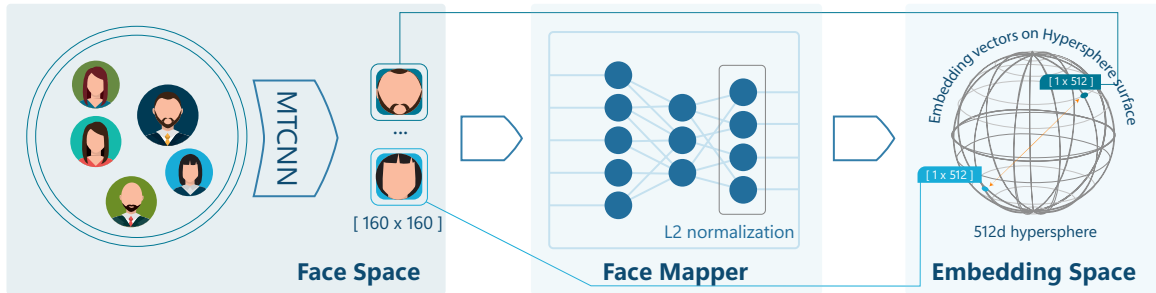 MTCNN
...
[ 160 x 160 ]
Face Space
L2 normalization
Face Mapper
Embedding vectors on Hypersphere surface
[ 1 x 512 ]
[ 1 x 512 ]
512d hypersphere
Embedding Space